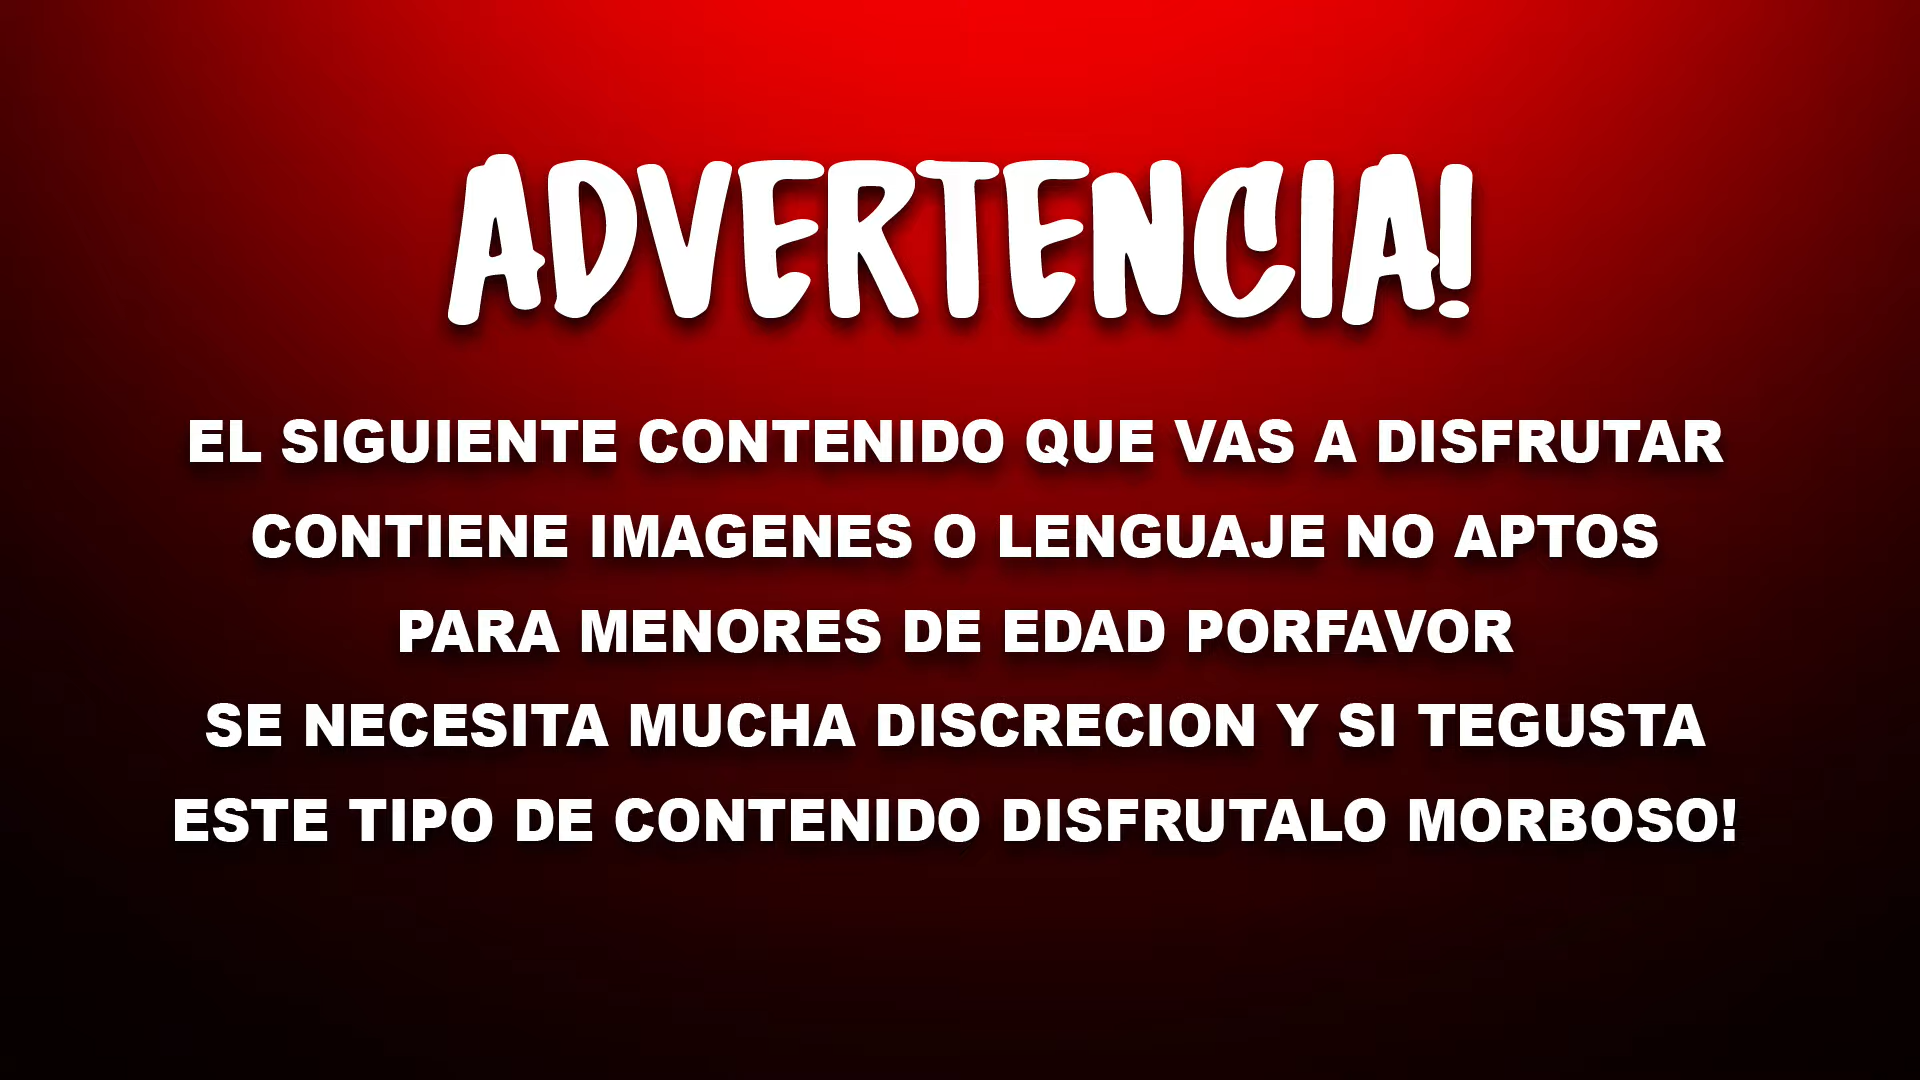 ADVERTENCIA!
EL SIGUIENTE CONTENIDO QUE VAS A DISFRUTAR
CONTIENE IMAGENES O LENGUAJE NO APTOS
PARA MENORES DE EDAD PORFAVOR
SE NECESITA MUCHA DISCRECION Y SI TEGUSTA
ESTE TIPO DE CONTENIDO DISFRUTALO MORBOSO!